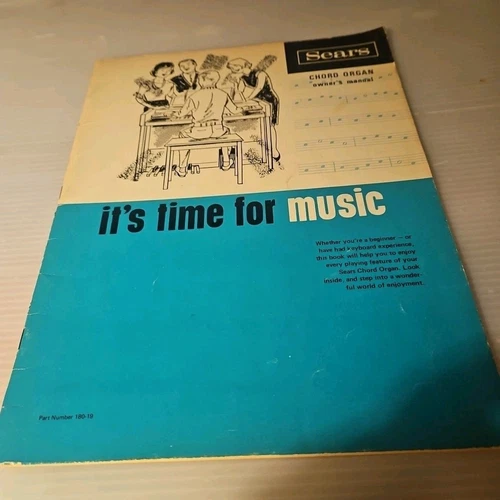 Sears
CHORD ORGAN
owner's manual
it's time for music
Whether you're a beginner — or
have had keyboard experience,
this book will help you to enjoy
every playing feature of your
Sears Chord Organ. Look
inside, and step into a wonder-
ful world of enjoyment.
Part Number 180-19